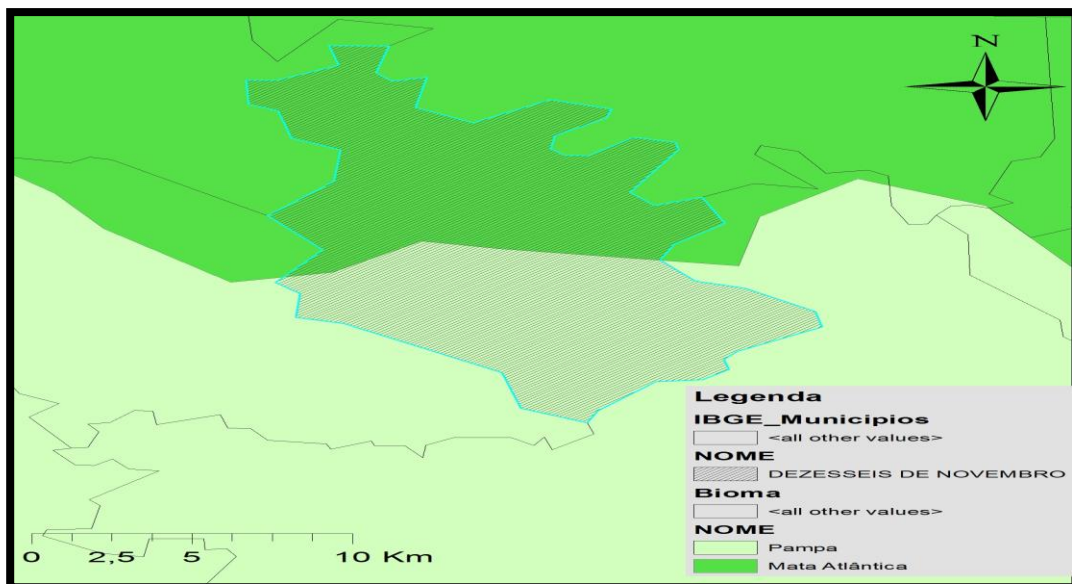 N
Legenda
IBGE_Municipios
<all other values>
NOME
DEZESSEIS DE NOVEMBRO
Bioma
<all other values>
NOME
Pampa
Mata Atlântica
0 2,5 5 10 Km